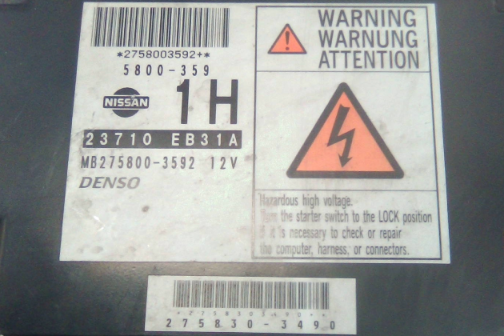 *2758003592+*
5800-359
NISSAN
1H
23710 EB31A
MB275800-3592 12V
DENSO
WARNING
WARNUNG
ATTENTION
Hazardous high voltage.
Turn the starter switch to the LOCK position
if it is necessary to check or repair
the computer, harness, or connectors.
275830-3490